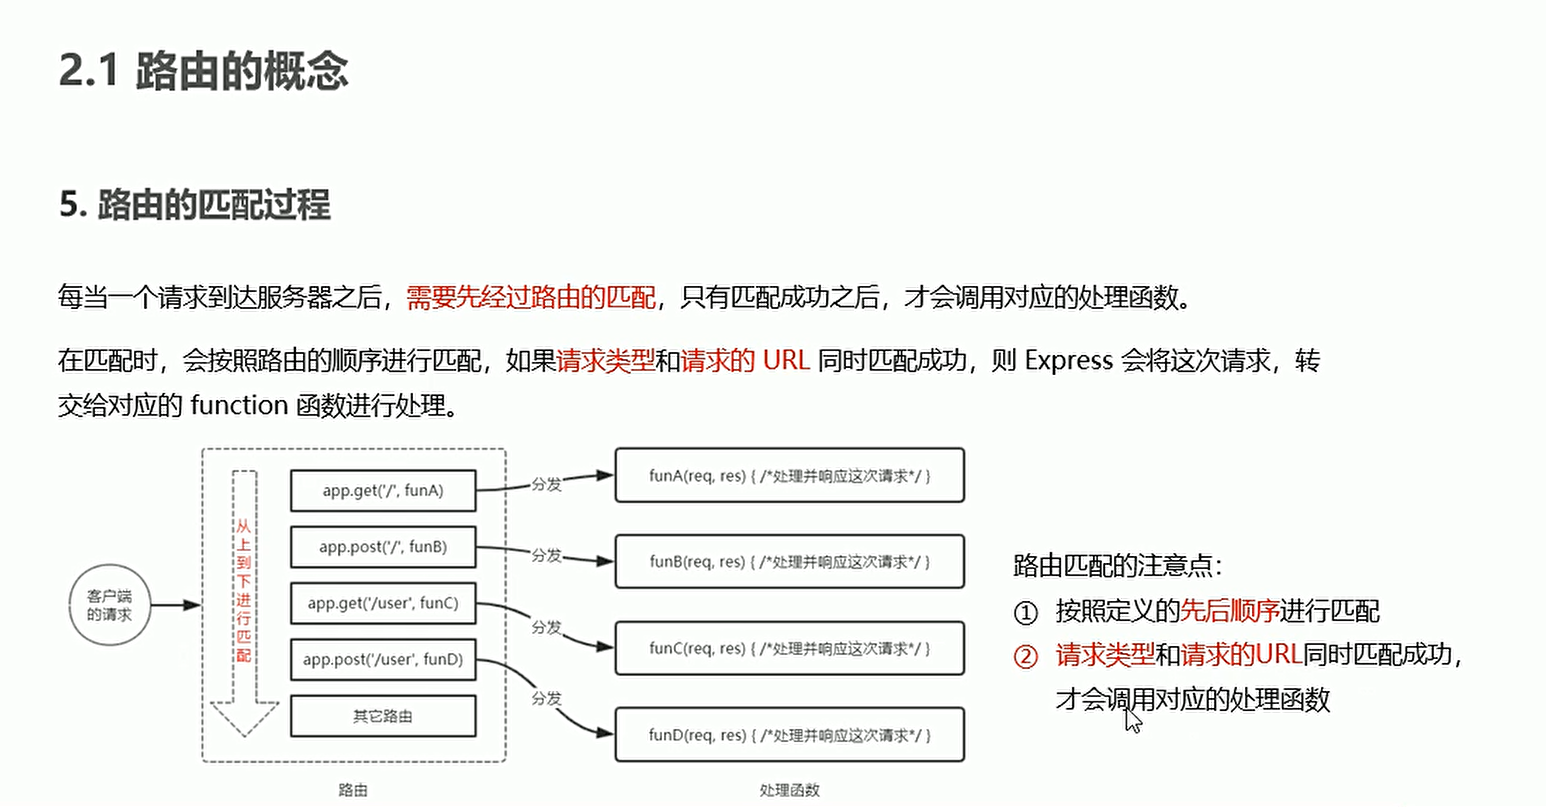 2.1 路由的概念
5. 路由的匹配过程
每当一个请求到达服务器之后，需要先经过路由的匹配，只有匹配成功之后，才会调用对应的处理函数。
在匹配时，会按照路由的顺序进行匹配，如果请求类型和请求的 URL 同时匹配成功，则 Express 会将这次请求，转
交给对应的 function 函数进行处理。
客户端
的请求
从上到下进行匹配
app.get('/', funA)
app.post('/', funB)
app.get('/user', funC)
app.post('/user', funD)
其它路由
路由
分发
分发
分发
分发
funA(req, res) { /*处理并响应这次请求*/ }
funB(req, res) { /*处理并响应这次请求*/ }
funC(req, res) { /*处理并响应这次请求*/ }
funD(req, res) { /*处理并响应这次请求*/ }
处理函数
路由匹配的注意点：
① 按照定义的先后顺序进行匹配
② 请求类型和请求的URL同时匹配成功，
才会调用对应的处理函数